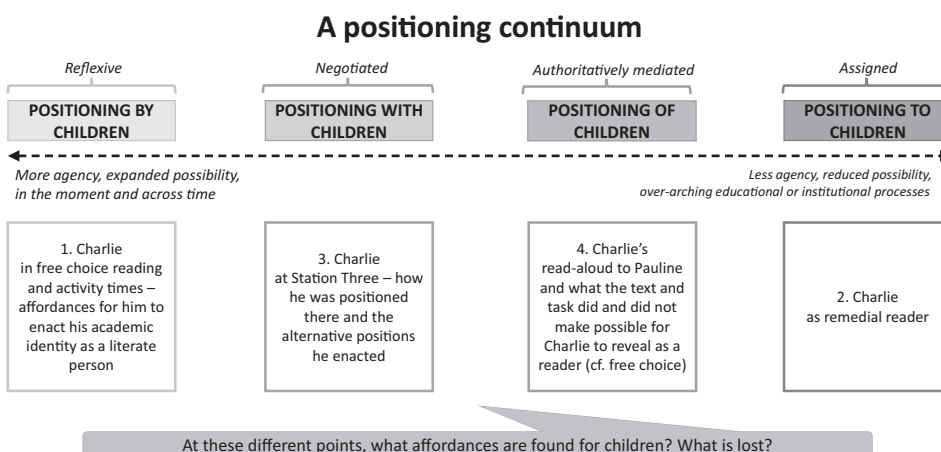 A positioning continuum
Reflexive
Negotiated
Authoritatively mediated
Assigned
POSITIONING BY
CHILDREN
POSITIONING WITH
CHILDREN
POSITIONING OF
CHILDREN
POSITIONING TO
CHILDREN
More agency, expanded possibility,
in the moment and across time
Less agency, reduced possibility,
over-arching educational or institutional processes
1. Charlie
in free choice reading
and activity times –
affordances for him to
enact his academic
identity as a literate
person
3. Charlie
at Station Three – how
he was positioned
there and the
alternative positions
he enacted
4. Charlie's
read-aloud to Pauline
and what the text and
task did and did not
make possible for
Charlie to reveal as a
reader (cf. free choice)
2. Charlie
as remedial reader
At these different points, what affordances are found for children? What is lost?